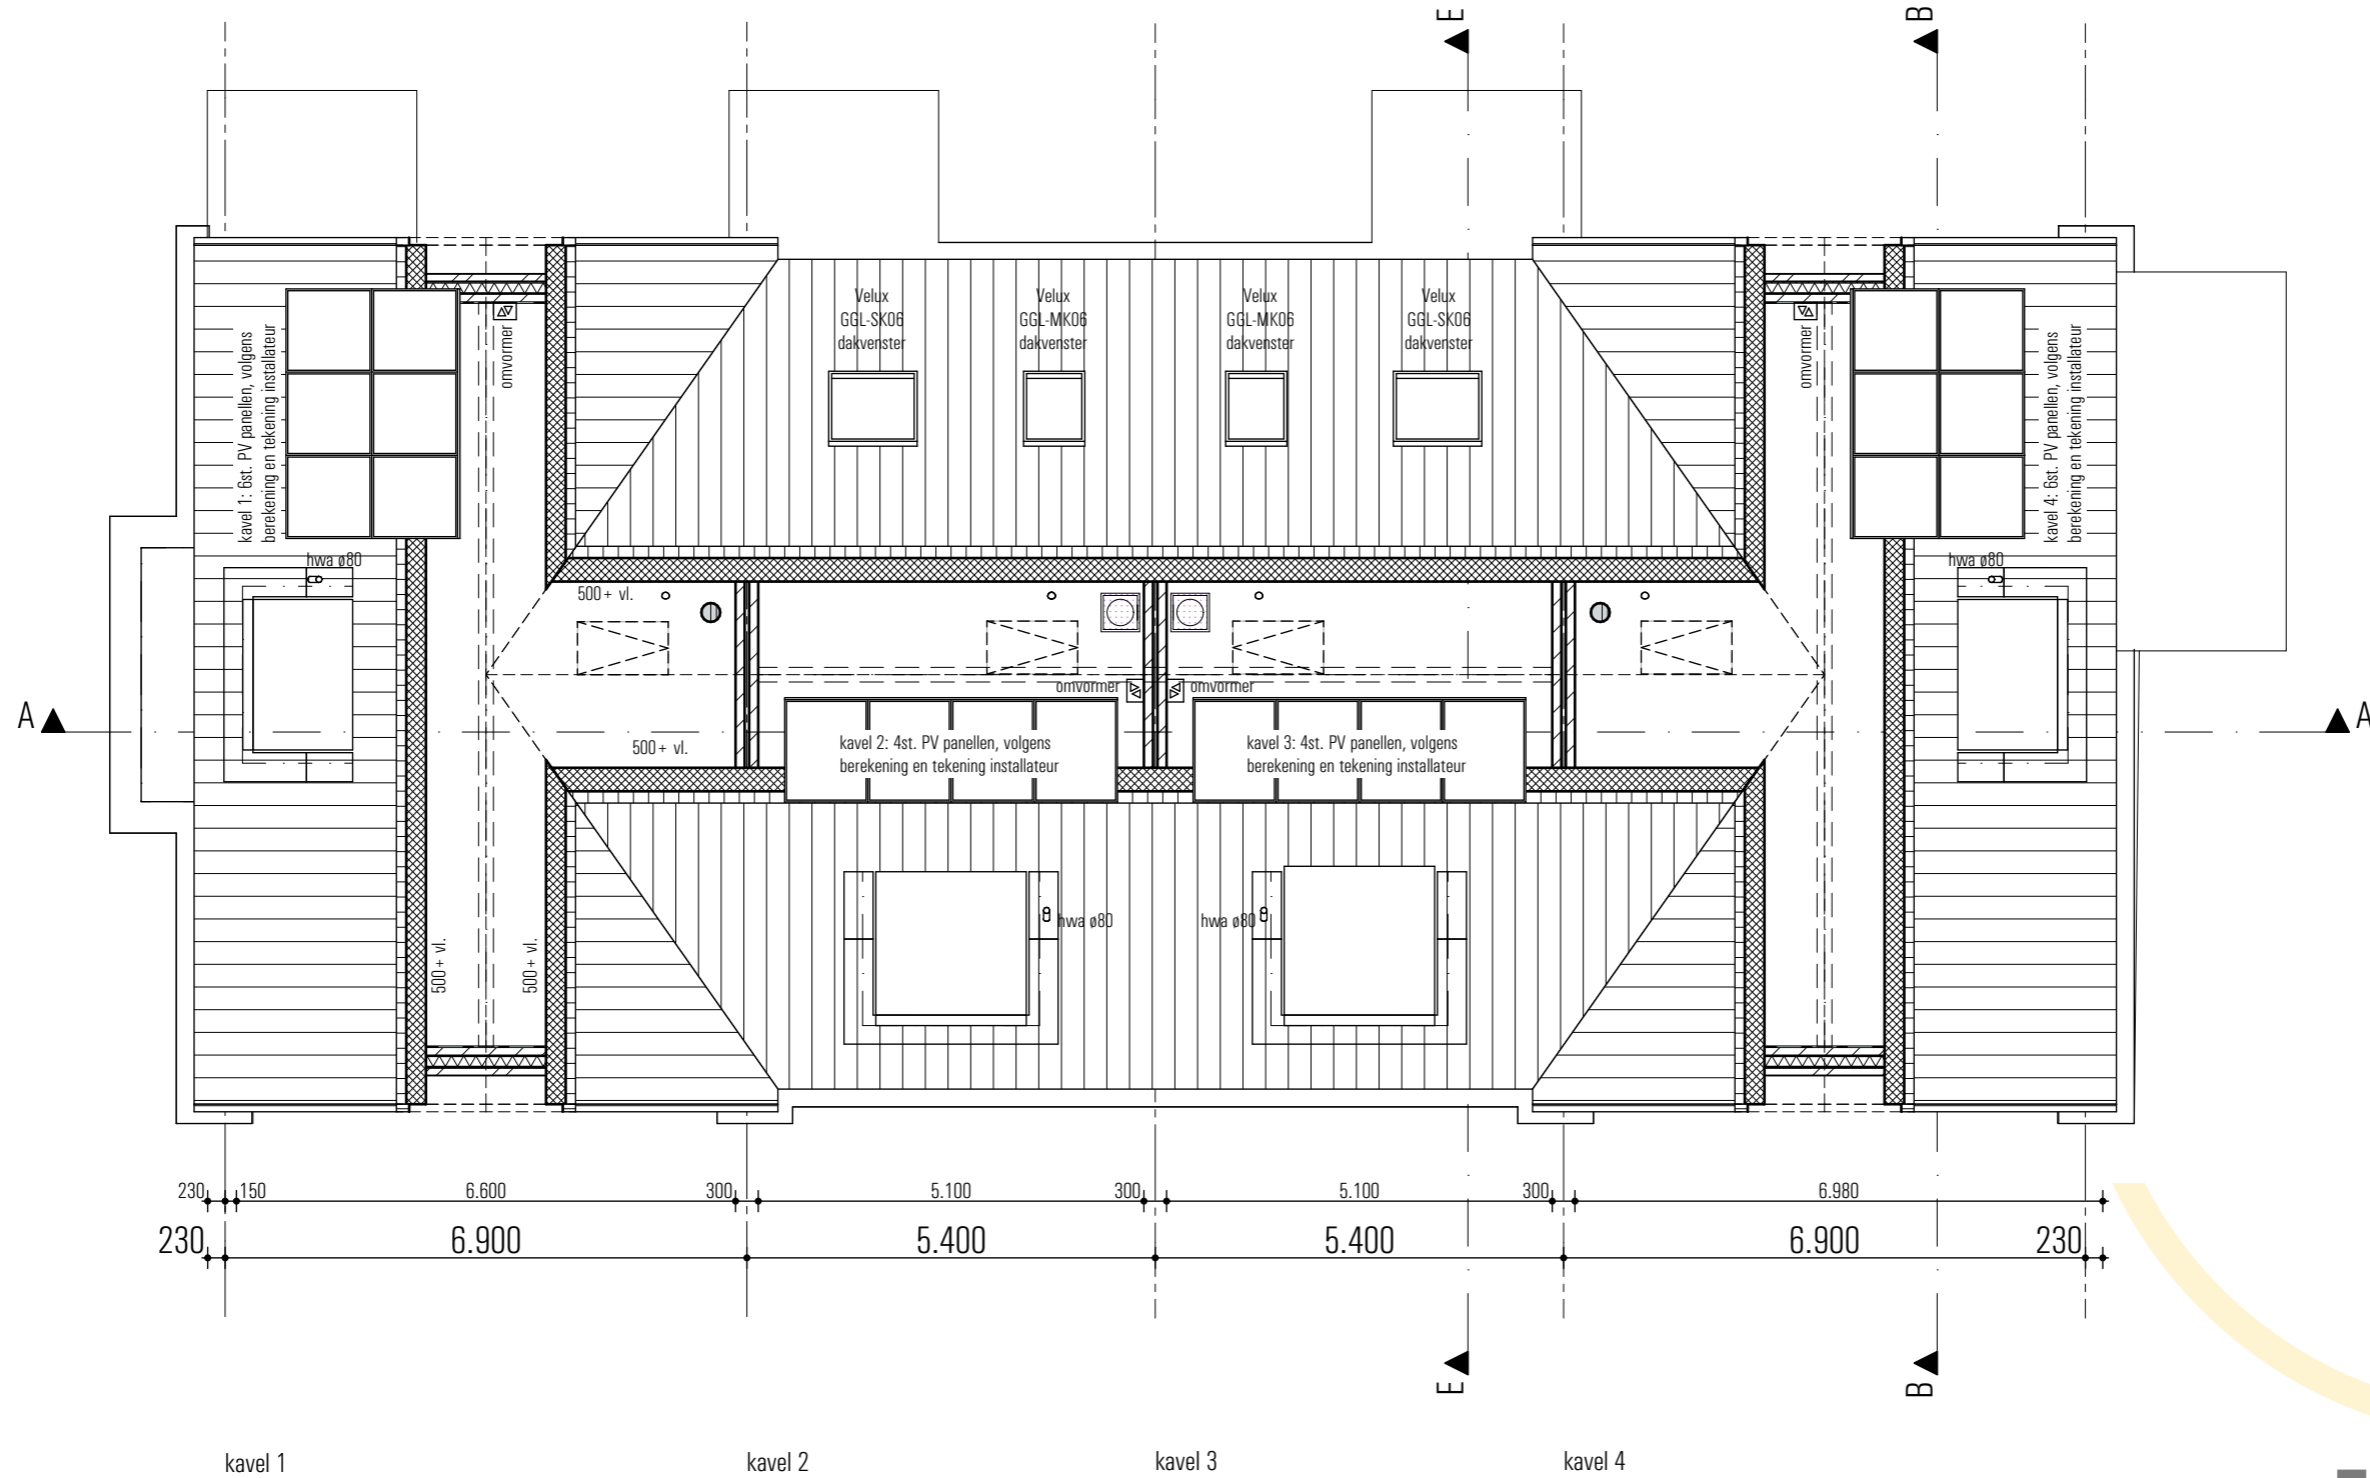 E
B
Velux
GGL-SK06
dakvenster
Velux
GGL-MK06
dakvenster
Velux
GGL-MK06
dakvenster
Velux
GGL-SK06
dakvenster
kavel 1: 6st. PV panellen, volgens
berekening en tekening installateur
omvormer
omvormer
kavel 4: 6st. PV panellen, volgens
berekening en tekening installateur
hwa ø80
hwa ø80
500+ vl.
omvormer
omvormer
A
A
500+ vl.
kavel 2: 4st. PV panellen, volgens
berekening en tekening installateur
kavel 3: 4st. PV panellen, volgens
berekening en tekening installateur
hwa ø80
hwa ø80
500+ vl.
500+ vl.
230 150 6.600 300 5.100 300 5.100 300 6.980
230 6.900 5.400 5.400 6.900 230
E
B
kavel 1
kavel 2
kavel 3
kavel 4